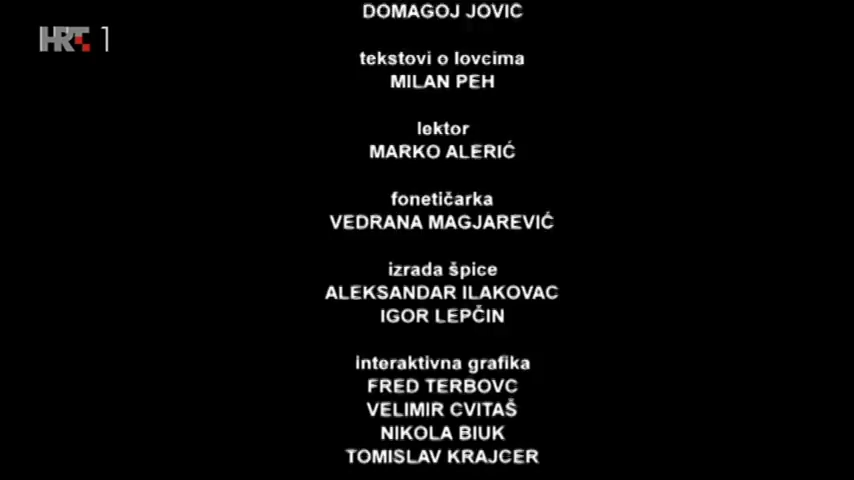 DOMAGOJ JOVIĆ
HRT 1
tekstovi o lovcima
MILAN PEH
lektor
MARKO ALERIĆ
fonetičarka
VEDRANA MAGJAREVIĆ
izrada špice
ALEKSANDAR ILAKOVAC
IGOR LEPČIN
interaktivna grafika
FRED TERBOVC
VELIMIR CVITAŠ
NIKOLA BIUK
TOMISLAV KRAJCER